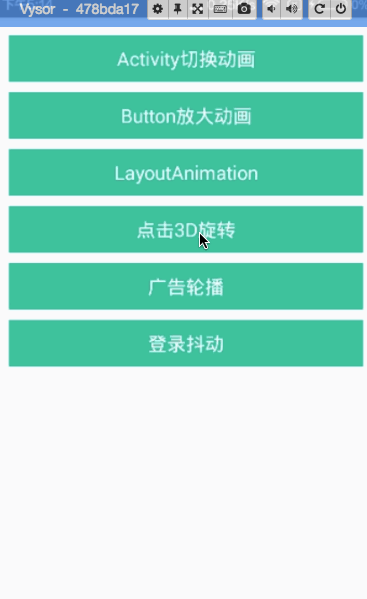 Vysor - 478bda17
Activity切换动画
Button放大动画
LayoutAnimation
点击3D旋转
广告轮播
登录抖动